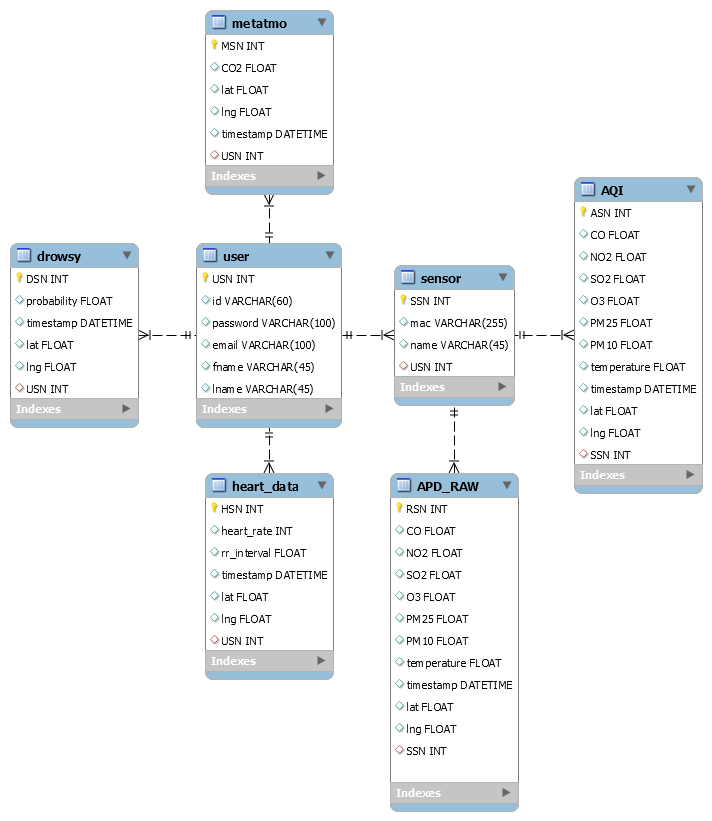 metatmo
MSN INT
CO2 FLOAT
lat FLOAT
lng FLOAT
timestamp DATETIME
USN INT
Indexes
drowsy
DSN INT
probability FLOAT
timestamp DATETIME
lat FLOAT
lng FLOAT
USN INT
Indexes
user
USN INT
id VARCHAR(60)
password VARCHAR(100)
email VARCHAR(100)
fname VARCHAR(45)
lname VARCHAR(45)
Indexes
sensor
SSN INT
mac VARCHAR(255)
name VARCHAR(45)
USN INT
Indexes
AQI
ASN INT
CO FLOAT
NO2 FLOAT
SO2 FLOAT
O3 FLOAT
PM25 FLOAT
PM10 FLOAT
temperature FLOAT
timestamp DATETIME
lat FLOAT
lng FLOAT
SSN INT
Indexes
heart_data
HSN INT
heart_rate INT
rr_interval FLOAT
timestamp DATETIME
lat FLOAT
lng FLOAT
USN INT
Indexes
APD_RAW
RSN INT
CO FLOAT
NO2 FLOAT
SO2 FLOAT
O3 FLOAT
PM25 FLOAT
PM10 FLOAT
temperature FLOAT
timestamp DATETIME
lat FLOAT
lng FLOAT
SSN INT
Indexes